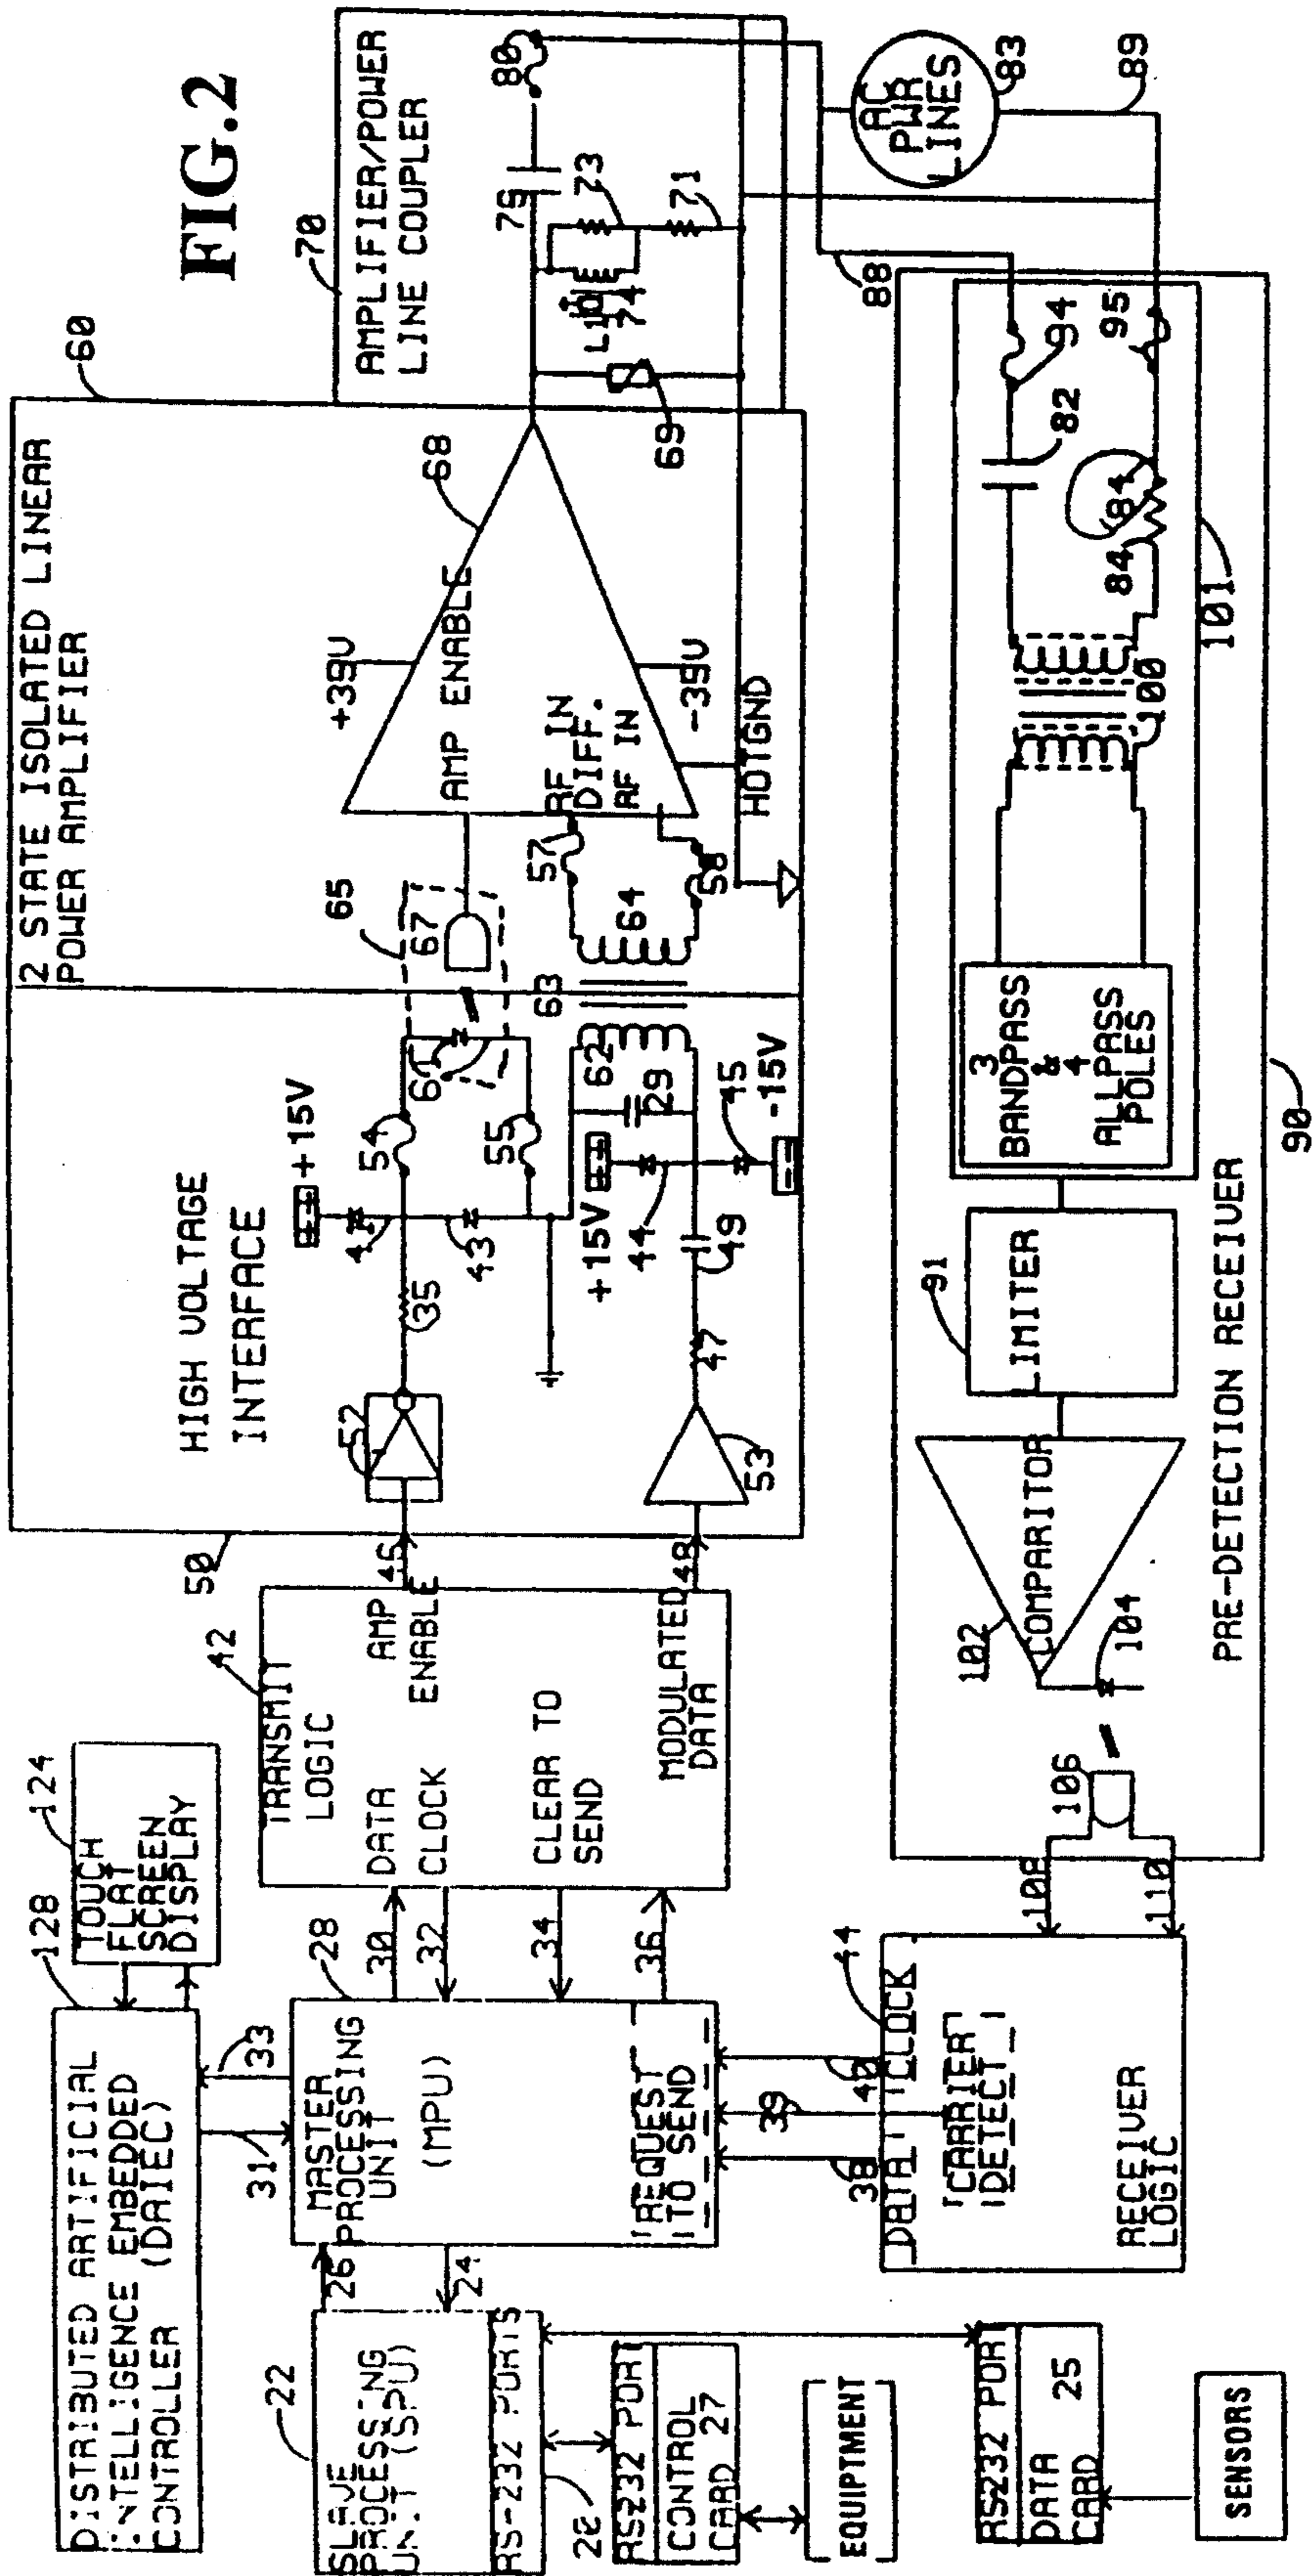 FIG.2
DISTRIBUTED ARTIFICIAL
INTELLIGENCE EMBEDDED
CONTROLLER (DAIEC)
128
TOUCH
FLAT
SCREEN
DISPLAY
124
31
33
22
SLAVE
PROCESSING
UNIT (SPU)
RS-232 PORTS
20
26
24
MASTER
PROCESSING
UNIT
(MPU)
28
REQUEST
TO SEND
30
32
34
36
RS232 PORT
CONTROL
CARD 27
EQUIPTMENT
RS232 PORT
DATA 25
CARD
SENSORS
TRANSMIT
LOGIC
42
DATA
CLOCK
CLEAR TO
SEND
AMP
ENABLE
MODULATED
DATA
46
48
38
39
40
DATA
CLOCK
44
CARRIER
DETECT
RECEIVER
LOGIC
108
110
50
HIGH VOLTAGE
INTERFACE
52
35
+15V
41
43
54
55
61
53
47
49
+15V
44
29
45
-15V
62
63
64
65
67
2 STATE ISOLATED LINEAR
POWER AMPLIFIER
60
57
58
+39V
68
AMP ENABLE
RF IN
DIFF.
RF IN
-39V
HOTGND
70
AMPLIFIER/POWER
LINE COUPLER
69
L10
74
73
71
75
80
AC
PWR
LINES
83
88
89
PRE-DETECTION RECEIVER
90
106
104
102
COMPARITOR
91
LIMITER
3
BANDPASS
&
4
ALLPASS
POLES
100
101
82
94
84
84
95